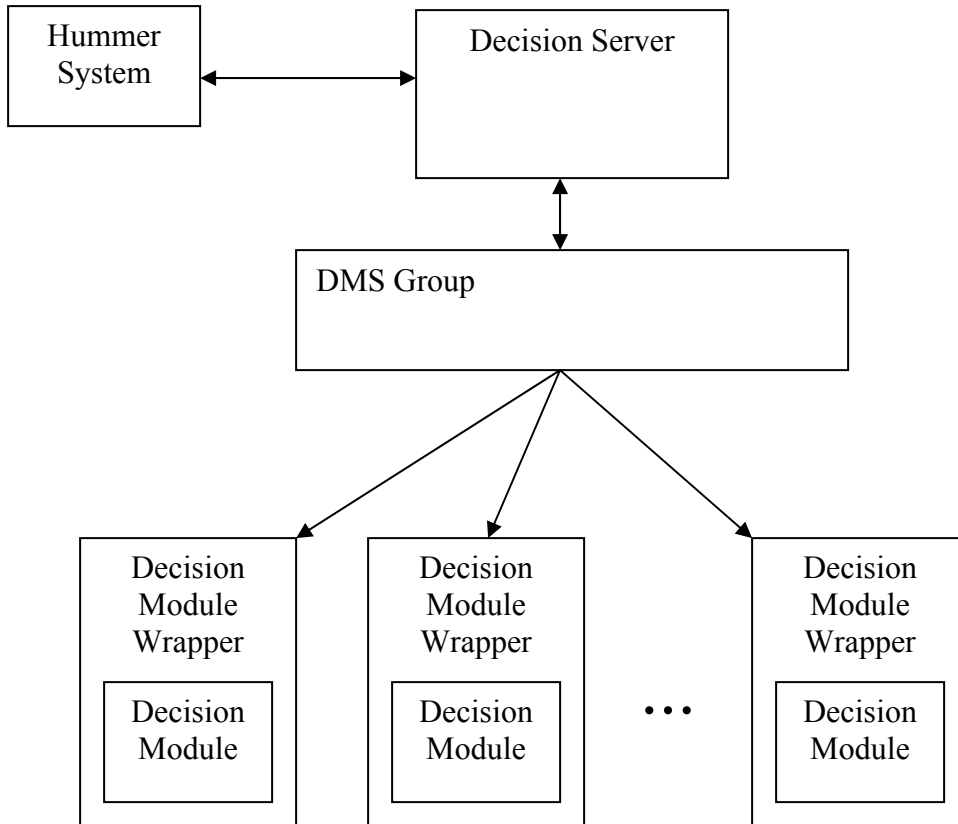 Hummer
System
Decision Server
DMS Group
Decision
Module
Wrapper
Decision
Module
Decision
Module
Wrapper
Decision
Module
...
Decision
Module
Wrapper
Decision
Module